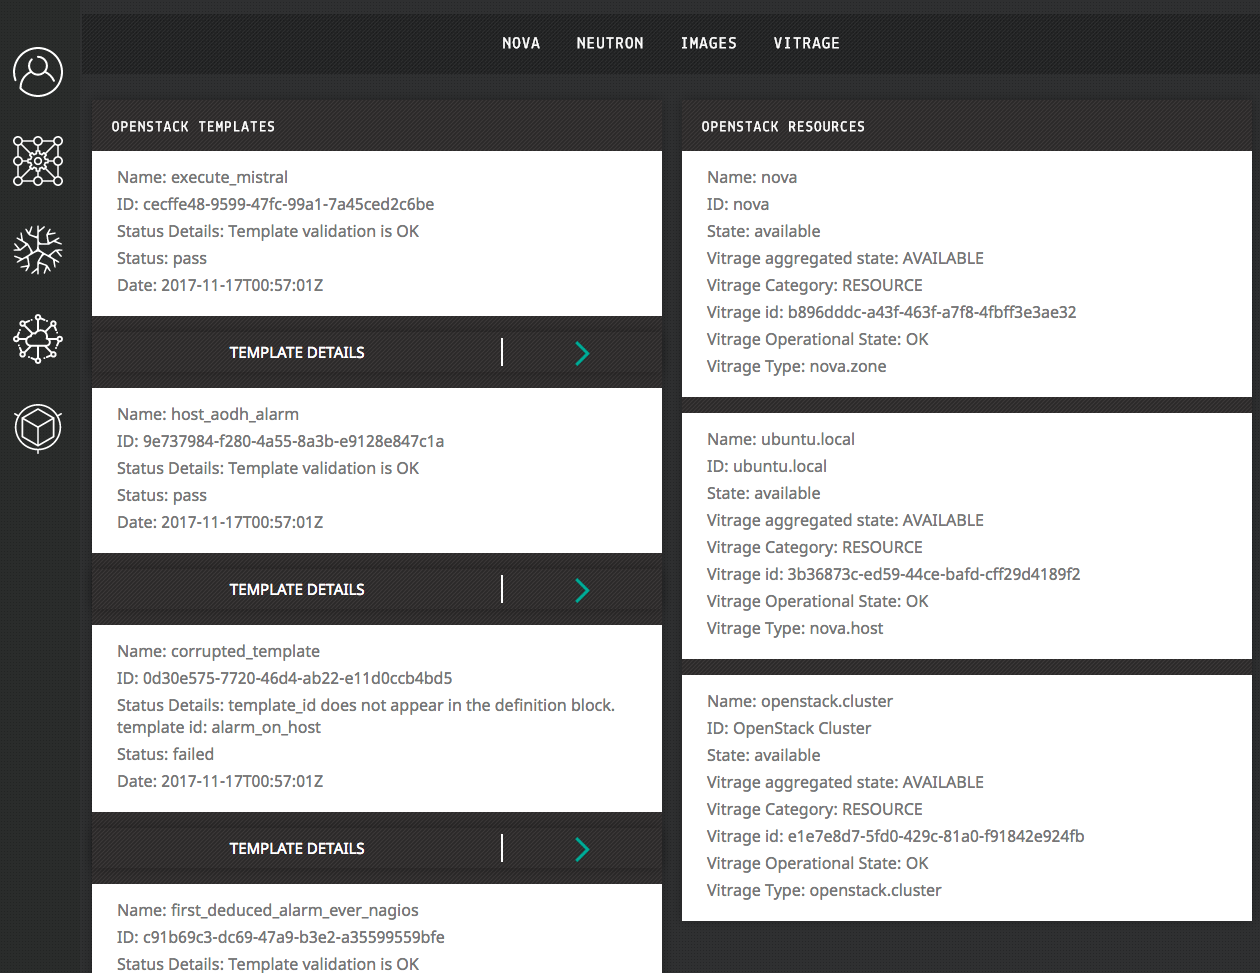 NOVA NEUTRON IMAGES VITRAGE
OPENSTACK TEMPLATES
Name: execute_mistral
ID: cecffe48-9599-47fc-99a1-7a45ced2c6be
Status Details: Template validation is OK
Status: pass
Date: 2017-11-17T00:57:01Z
TEMPLATE DETAILS
Name: host_aodh_alarm
ID: 9e737984-f280-4a55-8a3b-e9128e847c1a
Status Details: Template validation is OK
Status: pass
Date: 2017-11-17T00:57:01Z
TEMPLATE DETAILS
Name: corrupted_template
ID: 0d30e575-7720-46d4-ab22-e11d0ccb4bd5
Status Details: template_id does not appear in the definition block.
template id: alarm_on_host
Status: failed
Date: 2017-11-17T00:57:01Z
TEMPLATE DETAILS
Name: first_deduced_alarm_ever_nagios
ID: c91b69c3-dc69-47a9-b3e2-a35599559bfe
Status Details: Template validation is OK
OPENSTACK RESOURCES
Name: nova
ID: nova
State: available
Vitrage aggregated state: AVAILABLE
Vitrage Category: RESOURCE
Vitrage id: b896dddc-a43f-463f-a7f8-4fbff3e3ae32
Vitrage Operational State: OK
Vitrage Type: nova.zone
Name: ubuntu.local
ID: ubuntu.local
State: available
Vitrage aggregated state: AVAILABLE
Vitrage Category: RESOURCE
Vitrage id: 3b36873c-ed59-44ce-bafd-cff29d4189f2
Vitrage Operational State: OK
Vitrage Type: nova.host
Name: openstack.cluster
ID: OpenStack Cluster
State: available
Vitrage aggregated state: AVAILABLE
Vitrage Category: RESOURCE
Vitrage id: e1e7e8d7-5fd0-429c-81a0-f91842e924fb
Vitrage Operational State: OK
Vitrage Type: openstack.cluster